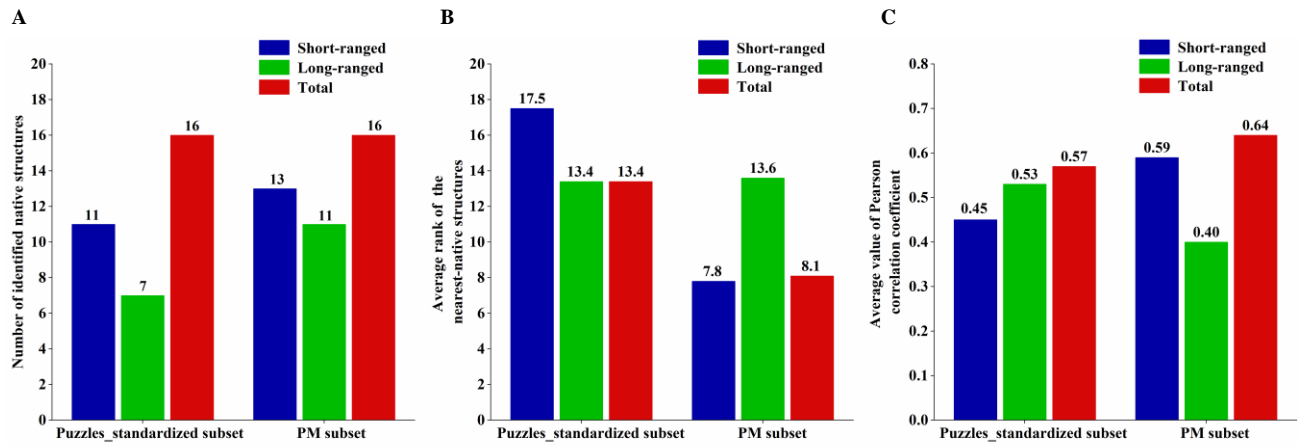 A
Number of identified native structures
20
18
16
14
12
10
8
6
4
2
0
Short-ranged
Long-ranged
Total
11
7
16
13
11
16
Puzzles_standardized subset
PM subset
B
Average rank of the
nearest-native structures
20
18
16
14
12
10
8
6
4
2
0
Short-ranged
Long-ranged
Total
17.5
13.4
13.4
7.8
13.6
8.1
Puzzles_standardized subset
PM subset
C
Average value of Pearson
correlation coefficient
0.8
0.7
0.6
0.5
0.4
0.3
0.2
0.1
0.0
Short-ranged
Long-ranged
Total
0.45
0.53
0.57
0.59
0.40
0.64
Puzzles_standardized subset
PM subset